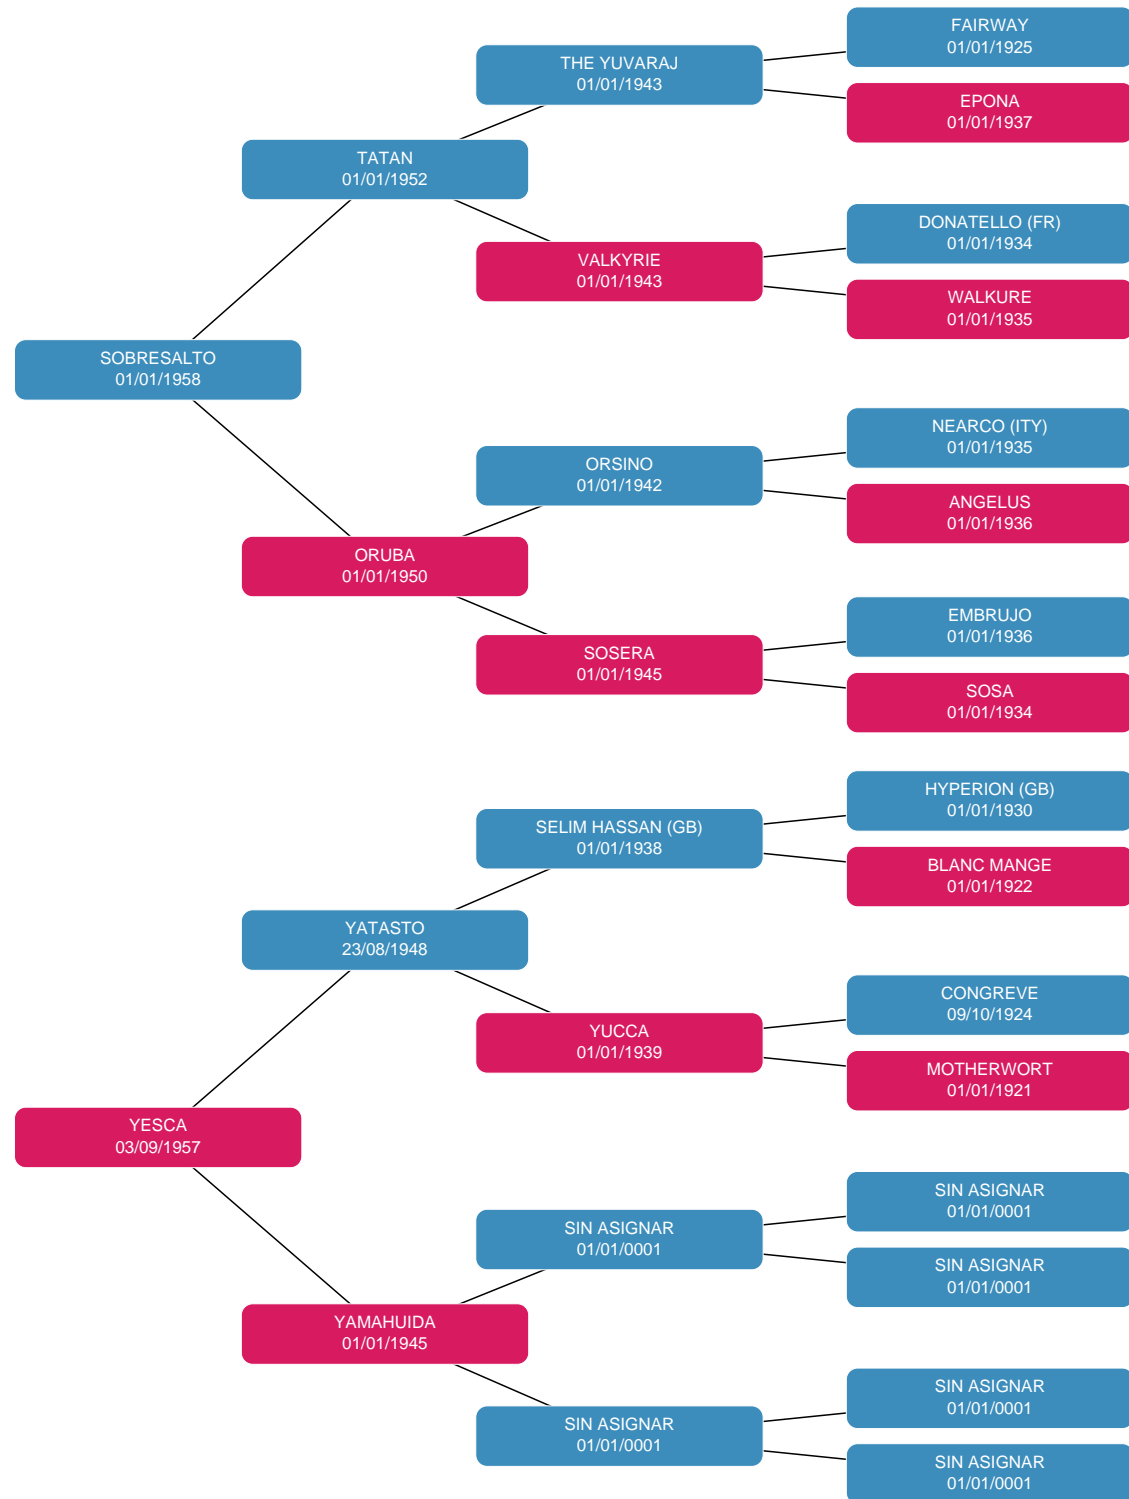 FAIRWAY
01/01/1925
THE YUVARAJ
01/01/1943
EPONA
01/01/1937
TATAN
01/01/1952
DONATELLO (FR)
01/01/1934
VALKYRIE
01/01/1943
WALKURE
01/01/1935
SOBRESALTO
01/01/1958
NEARCO (ITY)
01/01/1935
ORSINO
01/01/1942
ANGELUS
01/01/1936
ORUBA
01/01/1950
EMBRUJO
01/01/1936
SOSERA
01/01/1945
SOSA
01/01/1934
HYPERION (GB)
01/01/1930
SELIM HASSAN (GB)
01/01/1938
BLANC MANGE
01/01/1922
YATASTO
23/08/1948
CONGREVE
09/10/1924
YUCCA
01/01/1939
MOTHERWORT
01/01/1921
YESCA
03/09/1957
SIN ASIGNAR
01/01/0001
SIN ASIGNAR
01/01/0001
SIN ASIGNAR
01/01/0001
YAMAHUIDA
01/01/1945
SIN ASIGNAR
01/01/0001
SIN ASIGNAR
01/01/0001
SIN ASIGNAR
01/01/0001